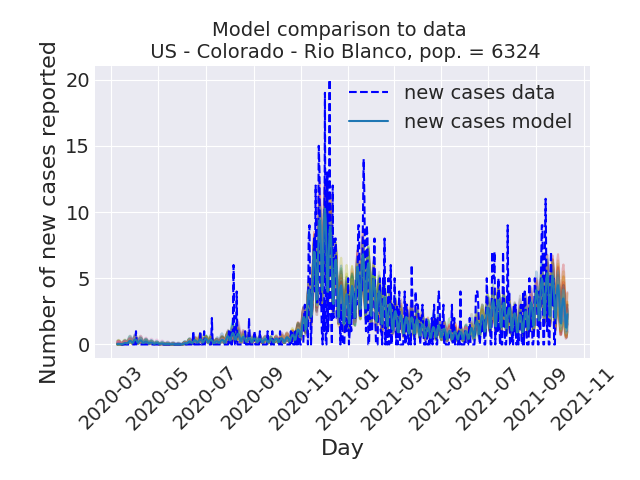 Model comparison to data
US - Colorado - Rio Blanco, pop. = 6324
Number of new cases reported
20
15
10
5
0
new cases data
new cases model
2020-03
2020-05
2020-07
2020-09
2020-11
2021-01
2021-03
2021-05
2021-07
2021-09
2021-11
Day